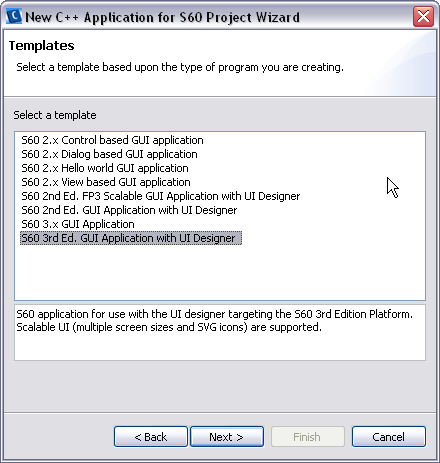 New C++ Application for S60 Project Wizard
Templates
Select a template based upon the type of program you are creating.
Select a template
S60 2.x Control based GUI application
S60 2.x Dialog based GUI application
S60 2.x Hello world GUI application
S60 2.x View based GUI application
S60 2nd Ed. FP3 Scalable GUI Application with UI Designer
S60 2nd Ed. GUI Application with UI Designer
S60 3.x GUI Application
S60 3rd Ed. GUI Application with UI Designer
S60 application for use with the UI designer targeting the S60 3rd Edition Platform.
Scalable UI (multiple screen sizes and SVG icons) are supported.
< Back Next > Finish Cancel